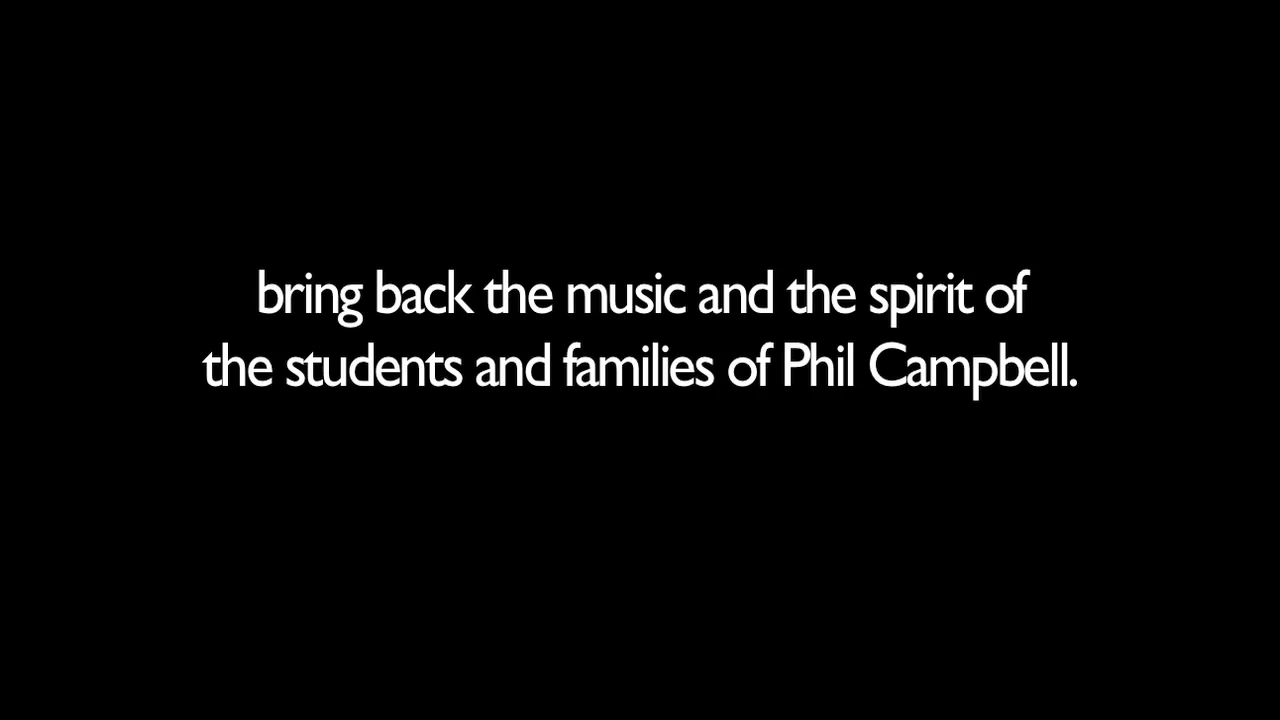 bring back the music and the spirit of
the students and families of Phil Campbell.